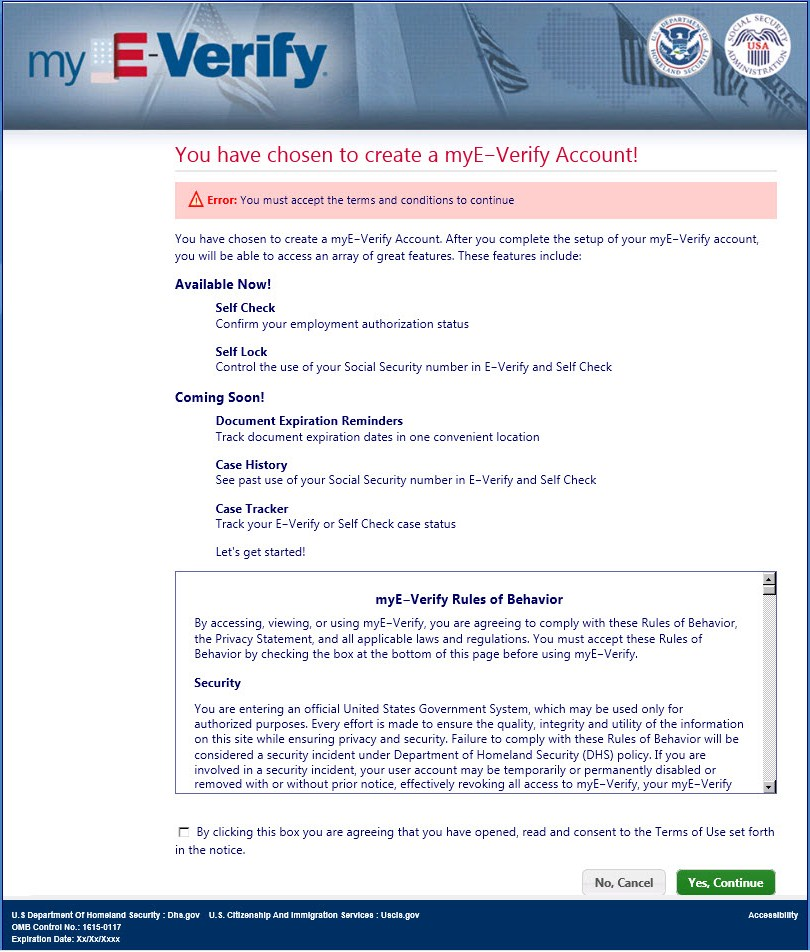 my E-Verify
U.S. DEPARTMENT OF HOMELAND SECURITY
SOCIAL SECURITY ADMINISTRATION
USA
You have chosen to create a myE-Verify Account!
Error: You must accept the terms and conditions to continue
You have chosen to create a myE-Verify Account. After you complete the setup of your myE-Verify account,
you will be able to access an array of great features. These features include:
Available Now!
Self Check
Confirm your employment authorization status
Self Lock
Control the use of your Social Security number in E-Verify and Self Check
Coming Soon!
Document Expiration Reminders
Track document expiration dates in one convenient location
Case History
See past use of your Social Security number in E-Verify and Self Check
Case Tracker
Track your E-Verify or Self Check case status
Let's get started!
myE-Verify Rules of Behavior
By accessing, viewing, or using myE-Verify, you are agreeing to comply with these Rules of Behavior,
the Privacy Statement, and all applicable laws and regulations. You must accept these Rules of
Behavior by checking the box at the bottom of this page before using myE-Verify.
Security
You are entering an official United States Government System, which may be used only for
authorized purposes. Every effort is made to ensure the quality, integrity and utility of the information
on this site while ensuring privacy and security. Failure to comply with these Rules of Behavior will be
considered a security incident under Department of Homeland Security (DHS) policy. If you are
involved in a security incident, your user account may be temporarily or permanently disabled or
removed with or without prior notice, effectively revoking all access to myE-Verify, your myE-Verify
By clicking this box you are agreeing that you have opened, read and consent to the Terms of Use set forth
in the notice.
No, Cancel
Yes, Continue
U.S Department Of Homeland Security : Dhs.gov U.S. Citizenship And Immigration Services : Uscis.gov
Accessibility
OMB Control No.: 1615-0117
Expiration Date: Xx/Xx/Xxxx